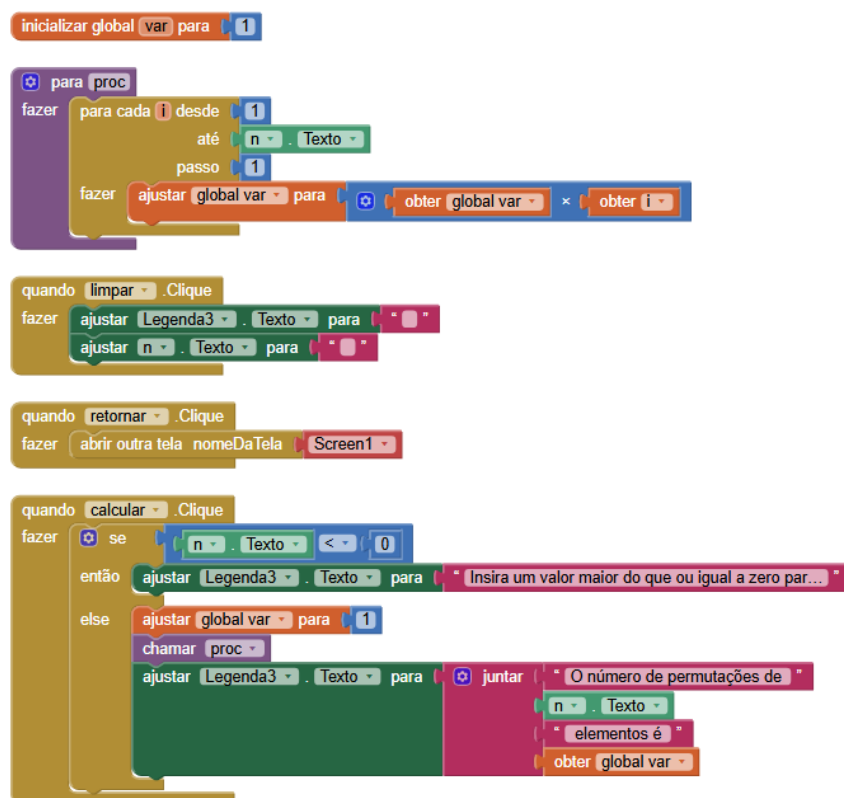 inicializar global var para 1
para proc
fazer para cada i desde 1
até n . Texto
passo 1
fazer ajustar global var para obter global var × obter i
quando limpar .Clique
fazer ajustar Legenda3 . Texto para " "
ajustar n . Texto para " "
quando retornar .Clique
fazer abrir outra tela nomeDaTela Screen1
quando calcular .Clique
fazer se n . Texto < 0
então ajustar Legenda3 . Texto para " Insira um valor maior do que ou igual a zero par... "
else ajustar global var para 1
chamar proc
ajustar Legenda3 . Texto para juntar " O número de permutações de "
n . Texto
" elementos é "
obter global var